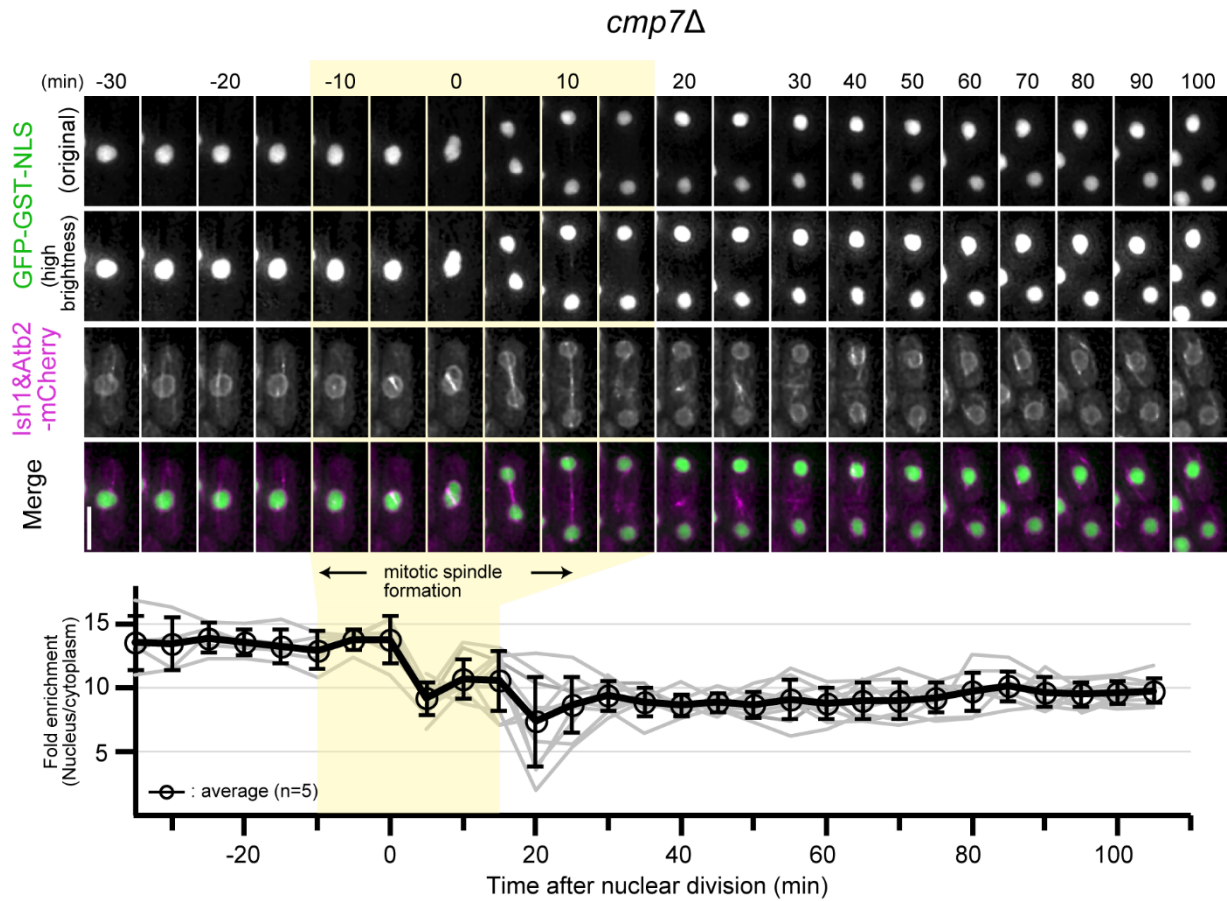 cmp7Δ
(min) -30 -20 -10 0 10 20 30 40 50 60 70 80 90 100
GFP-GST-NLS
(original)
(high
brightness)
Ish1&Atb2
-mCherry
Merge
mitotic spindle
formation
Fold enrichment
(Nucleus/cytoplasm)
15
10
5
: average (n=5)
-20 0 20 40 60 80 100
Time after nuclear division (min)